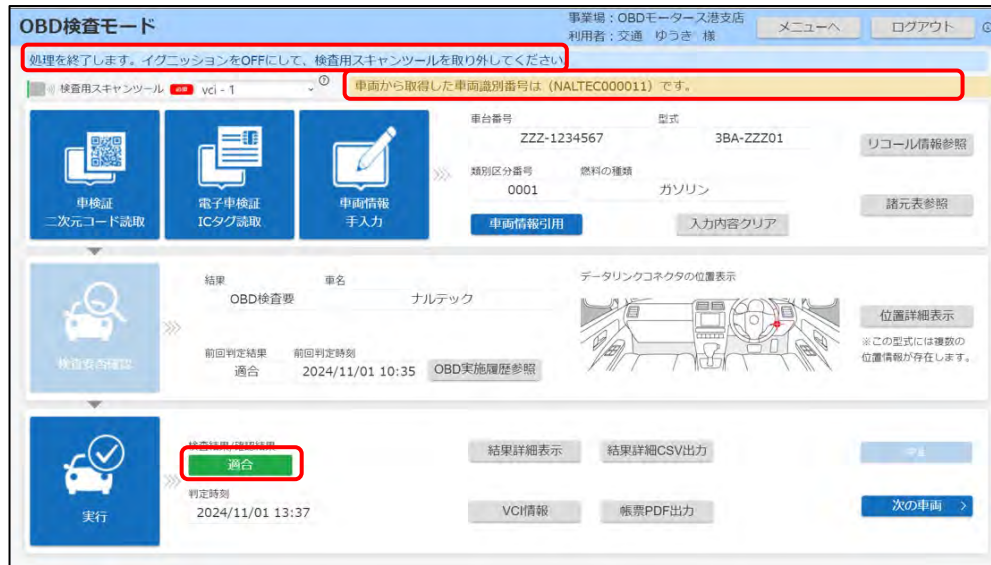 OBD検査モード
事業場:OBDモータース港支店
利用者:交通 ゆうき 様
メニューへ
ログアウト
処理を終了します。イグニッションをOFFにして、検査用スキャンツールを取り外してください
検査用スキャンツール 必須 vci - 1
車両から取得した車両識別番号は(NALTEC000011)です。
車検証
二次元コード読取
電子車検証
ICタグ読取
車両情報
手入力
車台番号
ZZZ-1234567
型式
3BA-ZZZ01
リコール情報参照
類別区分番号
0001
燃料の種類
ガソリン
諸元表参照
車両情報引用
入力内容クリア
検査要否確認
結果
OBD検査要
車名
ナルテック
前回判定結果
適合
前回判定時刻
2024/11/01 10:35
OBD実施履歴参照
データリンクコネクタの位置表示
位置詳細表示
※この型式には複数の
位置情報が存在します。
実行
検査結果/確認結果
適合
判定時刻
2024/11/01 13:37
結果詳細表示
結果詳細CSV出力
VCI情報
帳票PDF出力
次の車両 >